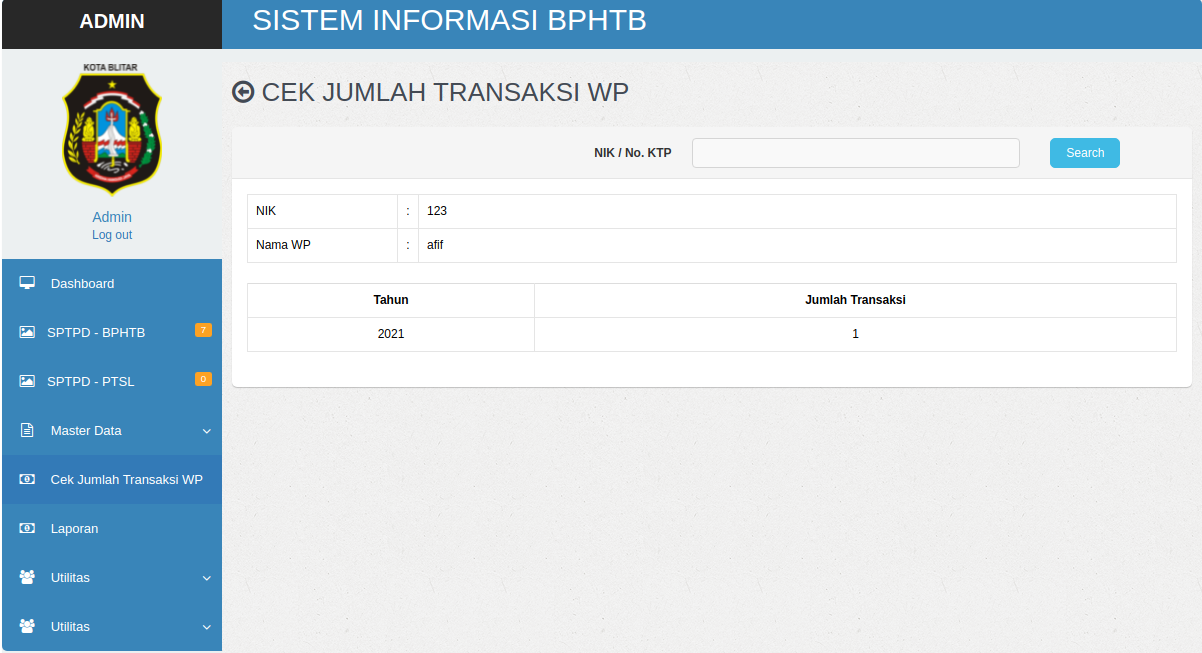 ADMIN
SISTEM INFORMASI BPHTB
KOTA BLITAR
Admin
Log out
Dashboard
SPTPD - BPHTB 7
SPTPD - PTSL 0
Master Data
Cek Jumlah Transaksi WP
Laporan
Utilitas
Utilitas
CEK JUMLAH TRANSAKSI WP
NIK / No. KTP Search
NIK : 123
Nama WP : afif
Tahun Jumlah Transaksi
2021 1